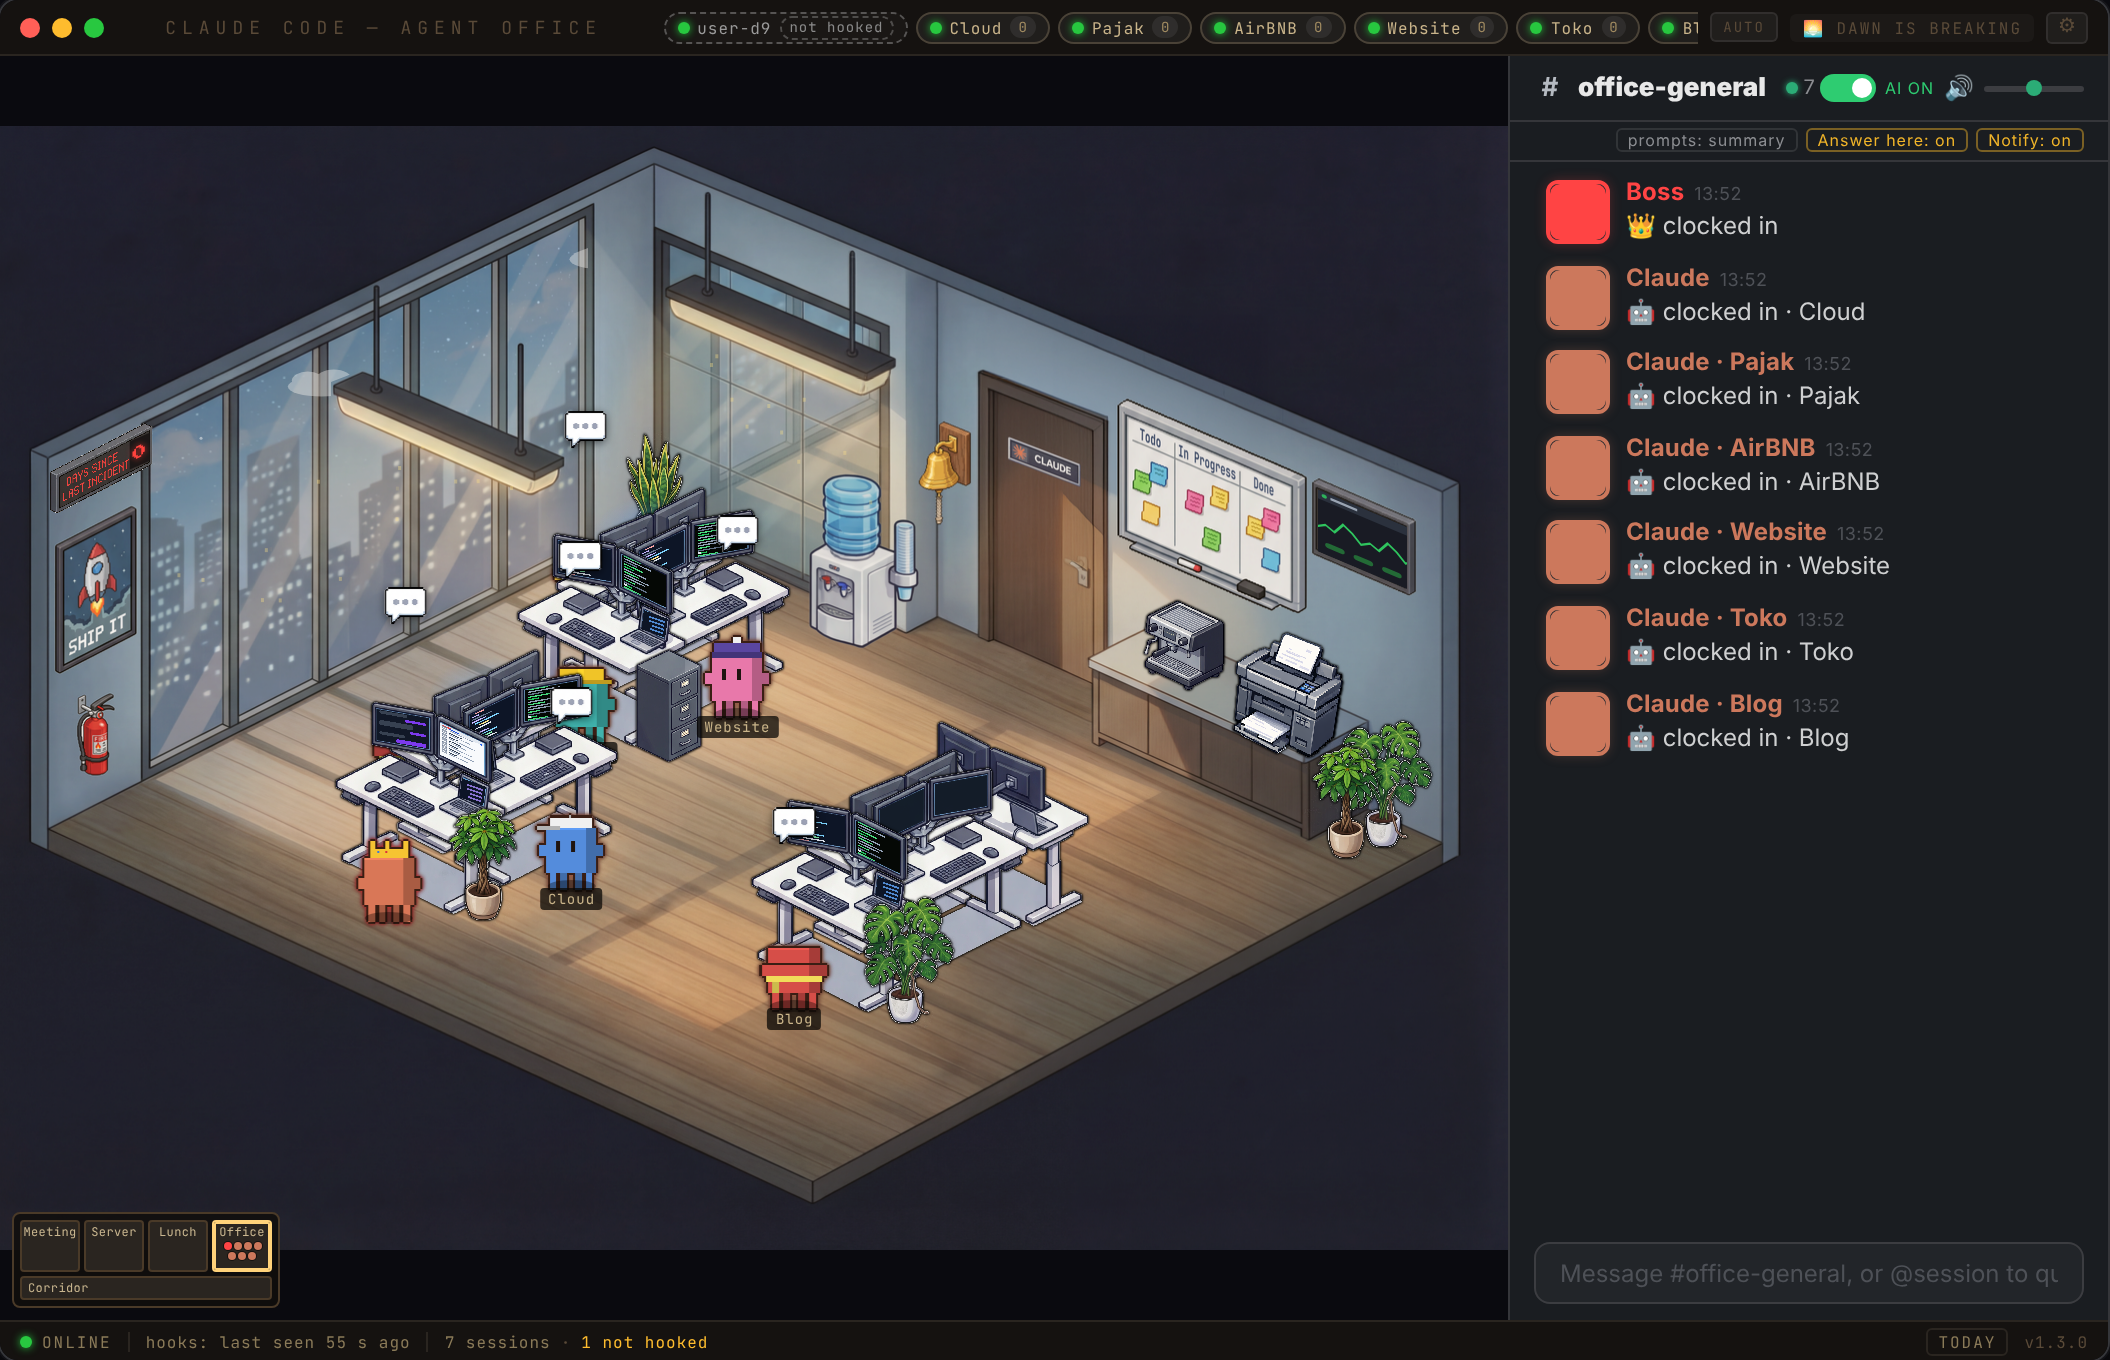 CLAUDE CODE — AGENT OFFICE
user-d9 not hooked
Cloud 0
Pajak 0
AirBNB 0
Website 0
Toko 0
Bl
AUTO
DAWN IS BREAKING
# office-general
7
AI ON
prompts: summary
Answer here: on
Notify: on
Boss 13:52
clocked in
Claude 13:52
clocked in · Cloud
Claude · Pajak 13:52
clocked in · Pajak
Claude · AirBNB 13:52
clocked in · AirBNB
Claude · Website 13:52
clocked in · Website
Claude · Toko 13:52
clocked in · Toko
Claude · Blog 13:52
clocked in · Blog
Message #office-general, or @session to qu
DAYS SINCE
LAST INCIDENT
0
SHIP IT
CLAUDE
Todo
In Progress
Done
Website
Cloud
Blog
Meeting
Server
Lunch
Office
Corridor
ONLINE
hooks: last seen 55 s ago
7 sessions · 1 not hooked
TODAY
v1.3.0